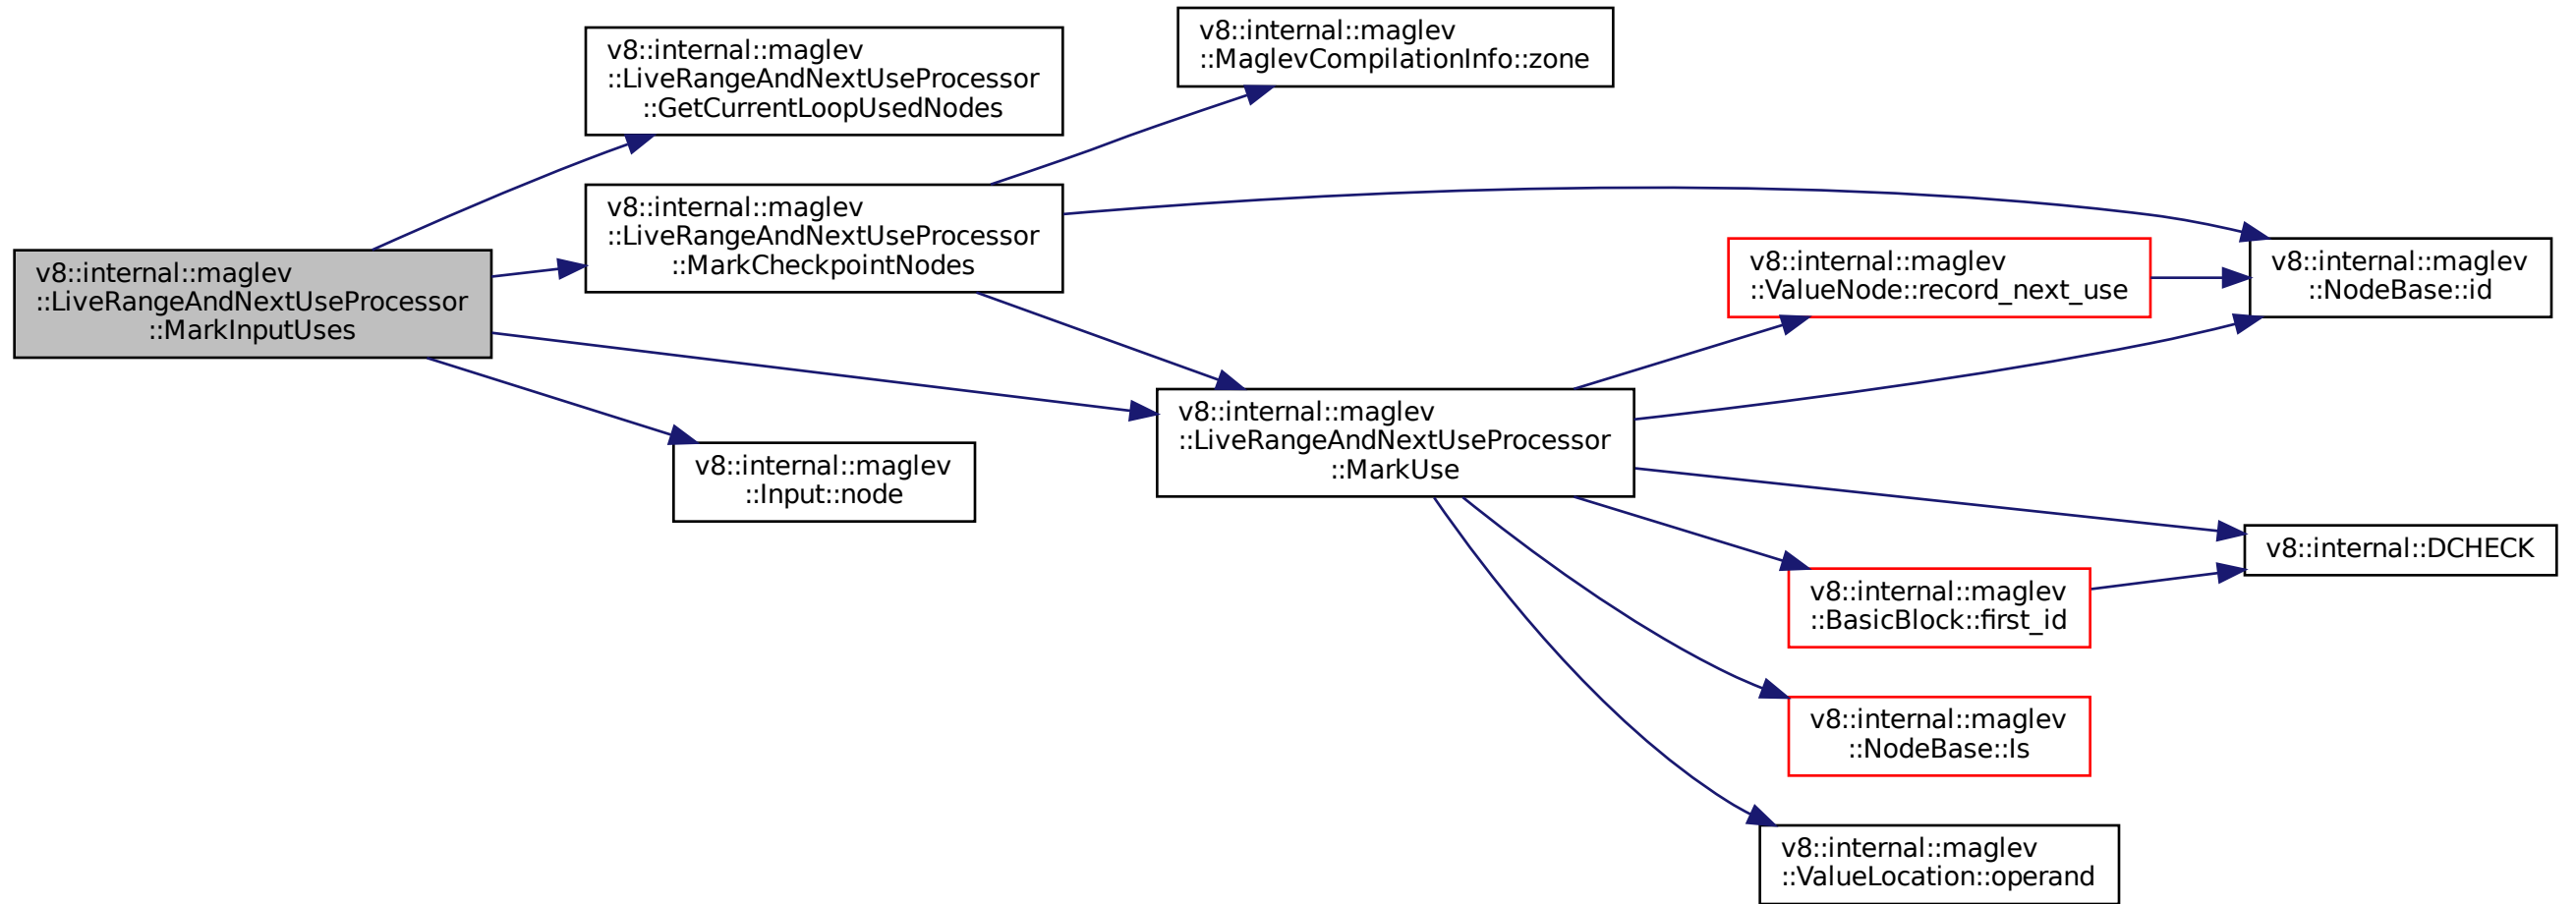 v8::internal::maglev
::LiveRangeAndNextUseProcessor
::MarkInputUses
v8::internal::maglev
::LiveRangeAndNextUseProcessor
::GetCurrentLoopUsedNodes
v8::internal::maglev
::LiveRangeAndNextUseProcessor
::MarkCheckpointNodes
v8::internal::maglev
::Input::node
v8::internal::maglev
::MaglevCompilationInfo::zone
v8::internal::maglev
::LiveRangeAndNextUseProcessor
::MarkUse
v8::internal::maglev
::ValueNode::record_next_use
v8::internal::maglev
::BasicBlock::first_id
v8::internal::maglev
::NodeBase::Is
v8::internal::maglev
::ValueLocation::operand
v8::internal::maglev
::NodeBase::id
v8::internal::DCHECK